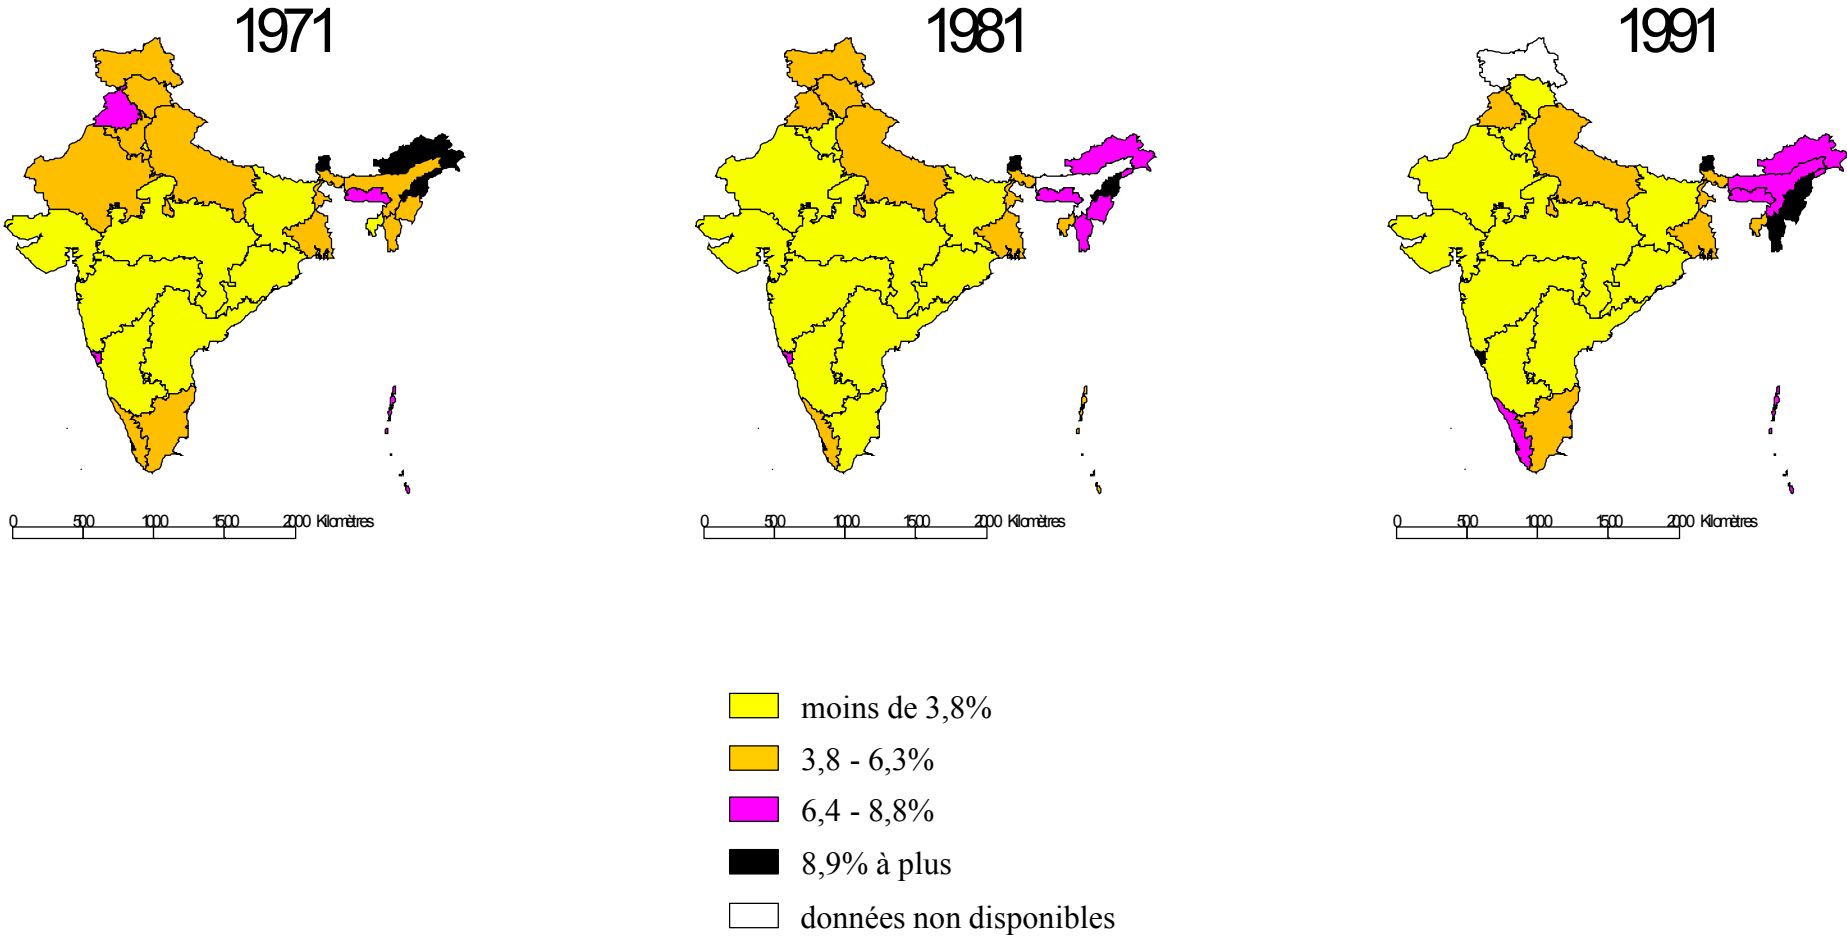 1971
1981
1991
0 500 1000 1500 2000 Kilomètres
0 500 1000 1500 2000 Kilomètres
0 500 1000 1500 2000 Kilomètres
moins de 3,8%
3,8 - 6,3%
6,4 - 8,8%
8,9% à plus
données non disponibles